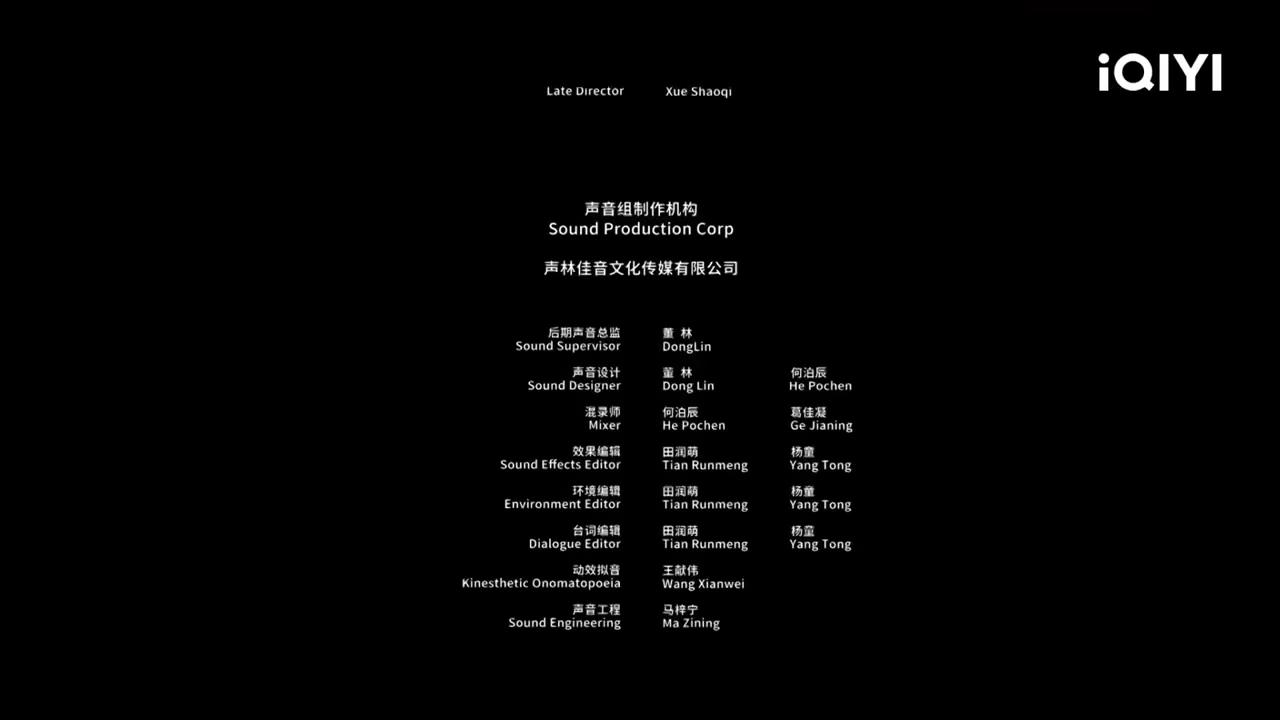 iQIYI
Late Director Xue Shaoqi
声音组制作机构
Sound Production Corp
声林佳音文化传媒有限公司
后期声音总监 董 林
Sound Supervisor DongLin
声音设计 董 林 何泊辰
Sound Designer Dong Lin He Pochen
混录师 何泊辰 葛佳凝
Mixer He Pochen Ge Jianing
效果编辑 田润萌 杨童
Sound Effects Editor Tian Runmeng Yang Tong
环境编辑 田润萌 杨童
Environment Editor Tian Runmeng Yang Tong
台词编辑 田润萌 杨童
Dialogue Editor Tian Runmeng Yang Tong
动效拟音 王献伟
Kinesthetic Onomatopoeia Wang Xianwei
声音工程 马梓宁
Sound Engineering Ma Zining